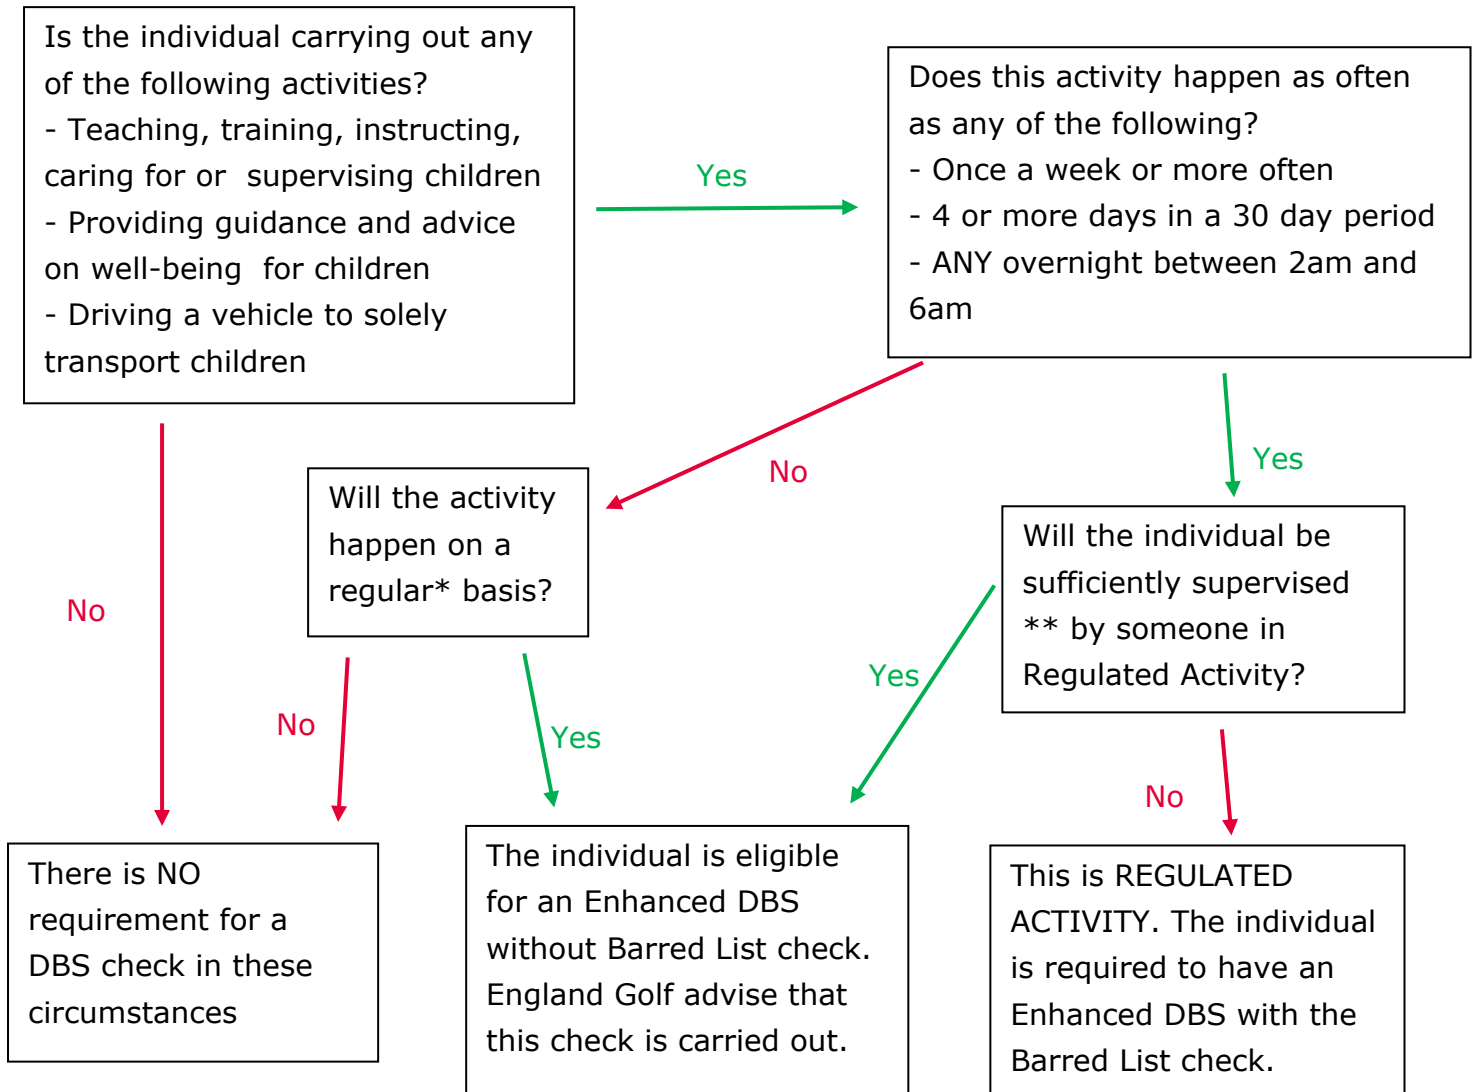 Is the individual carrying out any
of the following activities?
- Teaching, training, instructing,
caring for or  supervising children
- Providing guidance and advice
on well-being  for children
- Driving a vehicle to solely
transport children
Yes
Does this activity happen as often
as any of the following?
- Once a week or more often
- 4 or more days in a 30 day period
- ANY overnight between 2am and
6am
No
No
Yes
Will the activity
happen on a
regular* basis?
Will the individual be
sufficiently supervised
** by someone in
Regulated Activity?
No
Yes
Yes
No
There is NO
requirement for a
DBS check in these
circumstances
The individual is eligible
for an Enhanced DBS
without Barred List check.
England Golf advise that
this check is carried out.
This is REGULATED
ACTIVITY. The individual
is required to have an
Enhanced DBS with the
Barred List check.